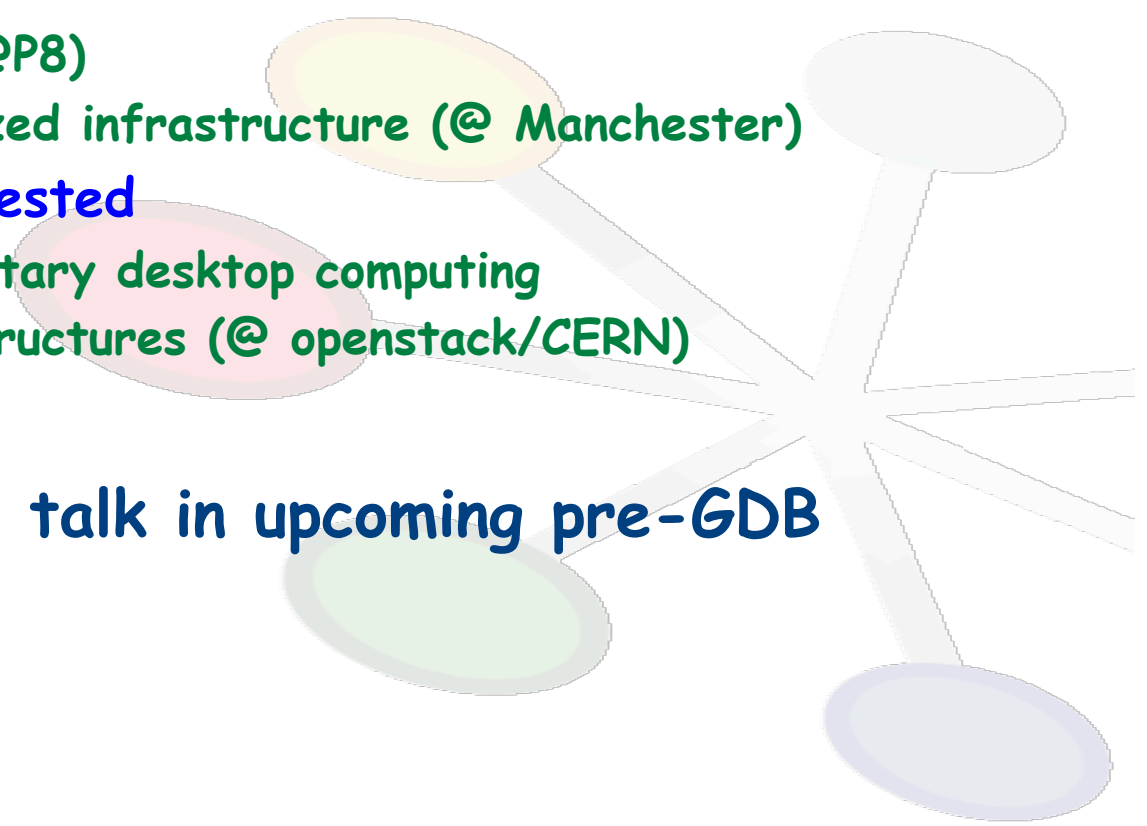 @P8)
zed infrastructure (@ Manchester)
ested
tary desktop computing
ructures (@ openstack/CERN)
talk in upcoming pre-GDB